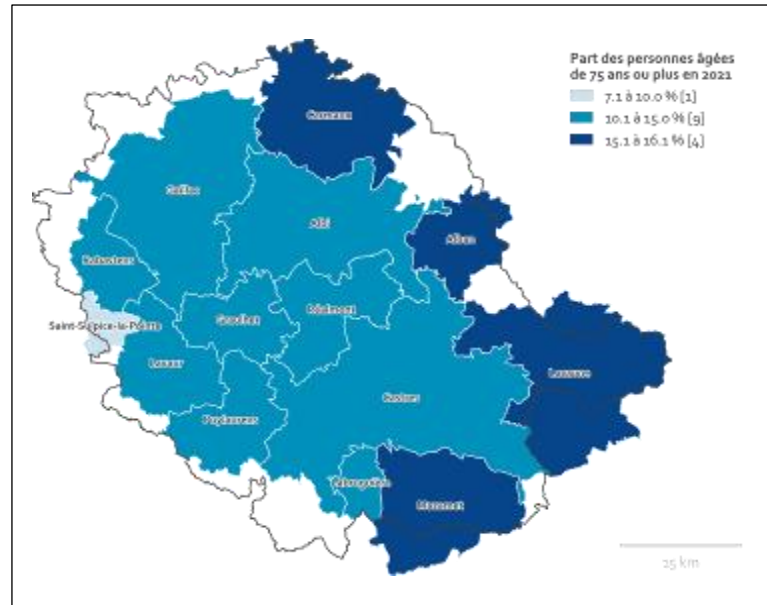 Part des personnes âgées
de 75 ans ou plus en 2021
7.1 à 10.0 % [1]
10.1 à 15.0 % [9]
15.1 à 16.1 % [4]
Gaillac
Albi
Alban
Rabastens
Saint-Sulpice-la-Pointe
Graulhet
Réalmont
Lavaur
Lacaune
Castres
Puylaurens
Labruguière
Mazamet
25 km